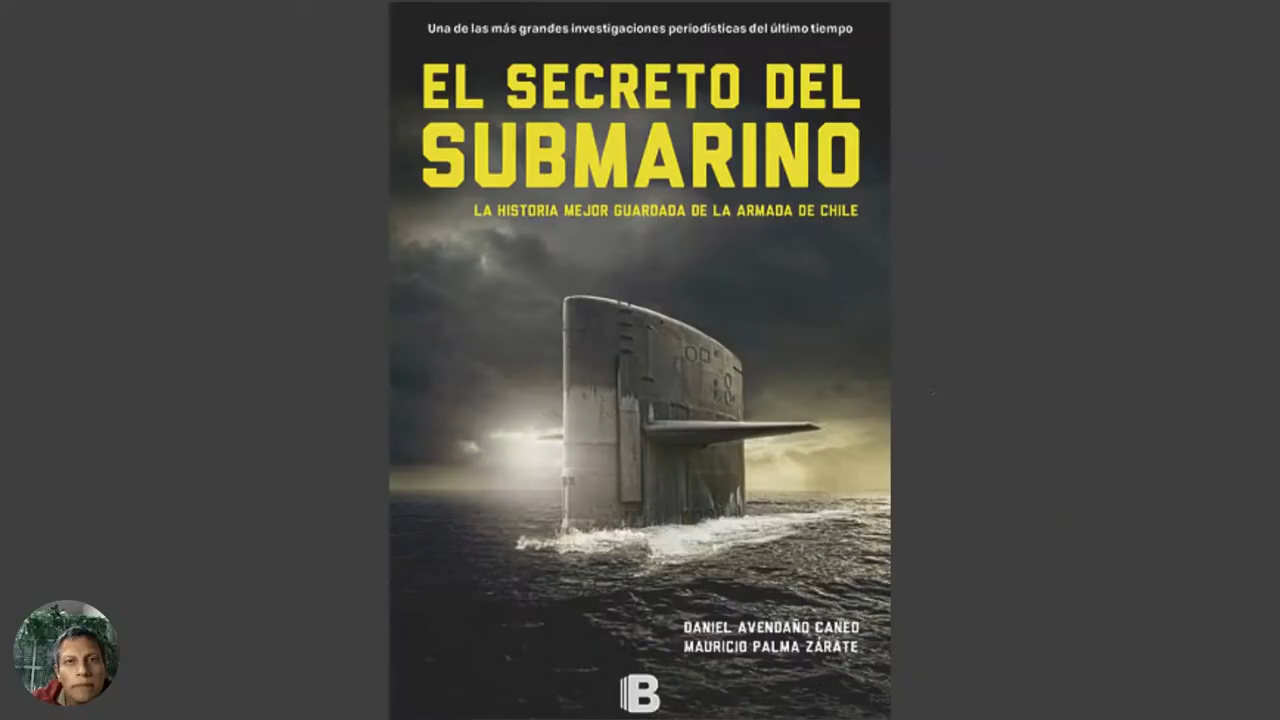 Una de las más grandes investigaciones periodísticas del último tiempo
EL SECRETO DEL
SUBMARINO
LA HISTORIA MEJOR GUARDADA DE LA ARMADA DE CHILE
DANIEL AVENDAÑO CANEO
MAURICIO PALMA ZÁRATE
B